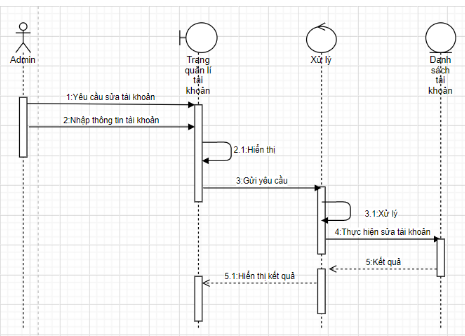 Admin
Trang
quản lí
tài
khoản
Xử lý
Danh
sách
tài
khoản
1:Yêu cầu sửa tài khoản
2:Nhập thông tin tài khoản
2.1:Hiển thị
3:Gửi yêu cầu
3.1:Xử lý
4:Thực hiện sửa tài khoản
5:Kết quả
5.1:Hiển thị kết quả